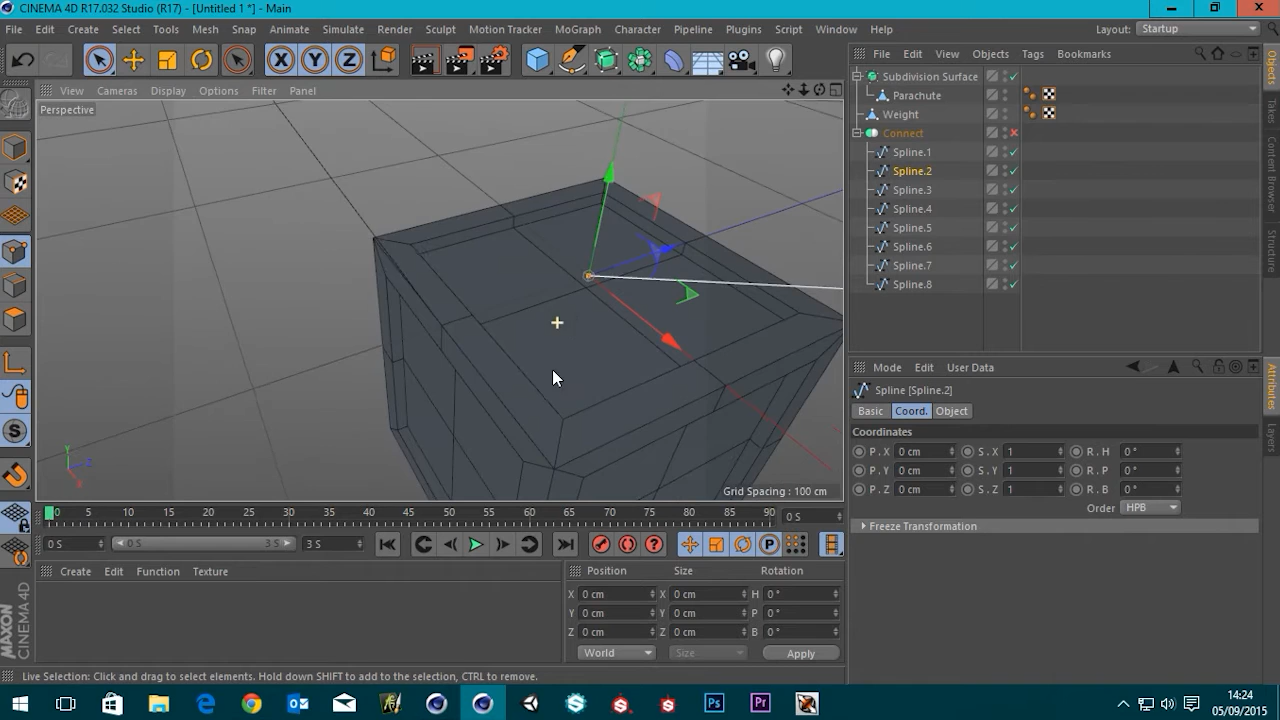 CINEMA 4D R17.032 Studio (R17) - [Untitled 1 *] - Main
File Edit Create Select Tools Mesh Snap Animate Simulate Render Sculpt Motion Tracker MoGraph Character Pipeline Plugins Script Window Help Layout: Startup
X Y Z
File Edit View Objects Tags Bookmarks
View Cameras Display Options Filter Panel
Perspective
Subdivision Surface
Parachute
Weight
Connect
Spline.1
Spline.2
Spline.3
Spline.4
Spline.5
Spline.6
Spline.7
Spline.8
Objects
Takes
Content Browser
Structure
Attributes
Layers
Mode Edit User Data
Spline [Spline.2]
Basic Coord. Object
Coordinates
P . X 0 cm S . X 1 R . H 0 °
P . Y 0 cm S . Y 1 R . P 0 °
P . Z 0 cm S . Z 1 R . B 0 °
Order HPB
Freeze Transformation
Y Z X
Grid Spacing : 100 cm
0 5 10 15 20 25 30 35 40 45 50 55 60 65 70 75 80 85 90 0 S
0 S 0 S 3 S 3 S
Create Edit Function Texture
Position Size Rotation
X 0 cm X 0 cm H 0 °
Y 0 cm Y 0 cm P 0 °
Z 0 cm Z 0 cm B 0 °
World Size Apply
MAXON CINEMA 4D
Live Selection: Click and drag to select elements. Hold down SHIFT to add to the selection, CTRL to remove.
Ps Pr
14:24
05/09/2015